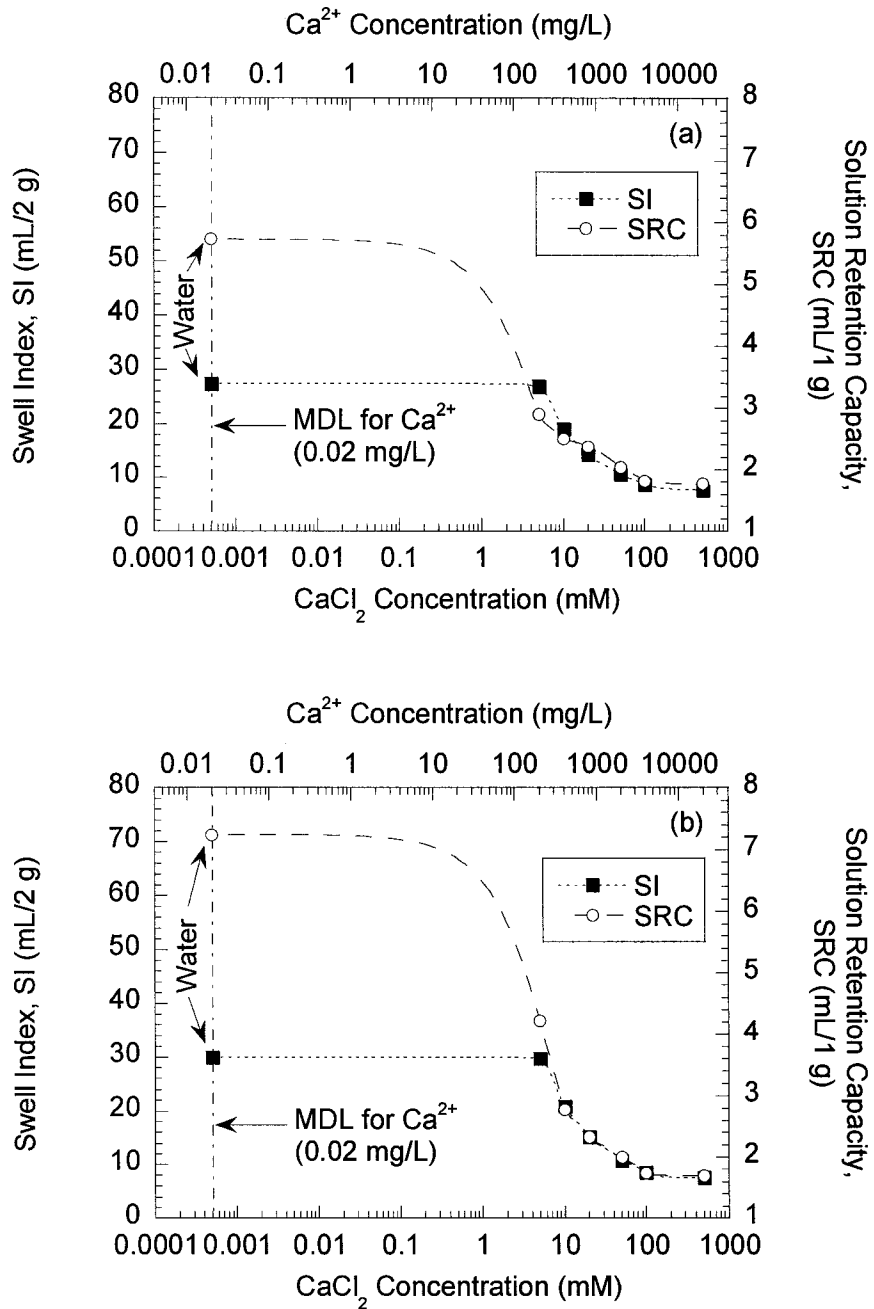 Ca²⁺ Concentration (mg/L)
0.01 0.1 1 10 100 1000 10000
(a)
SI
SRC
Water
MDL for Ca²⁺
(0.02 mg/L)
80
70
60
50
40
30
20
10
0
Swell Index, SI (mL/2 g)
8
7
6
5
4
3
2
1
Solution Retention Capacity,
SRC (mL/1 g)
0.0001 0.001 0.01 0.1 1 10 100 1000
CaCl₂ Concentration (mM)
Ca²⁺ Concentration (mg/L)
0.01 0.1 1 10 100 1000 10000
(b)
SI
SRC
Water
MDL for Ca²⁺
(0.02 mg/L)
80
70
60
50
40
30
20
10
0
Swell Index, SI (mL/2 g)
8
7
6
5
4
3
2
1
Solution Retention Capacity,
SRC (mL/1 g)
0.0001 0.001 0.01 0.1 1 10 100 1000
CaCl₂ Concentration (mM)